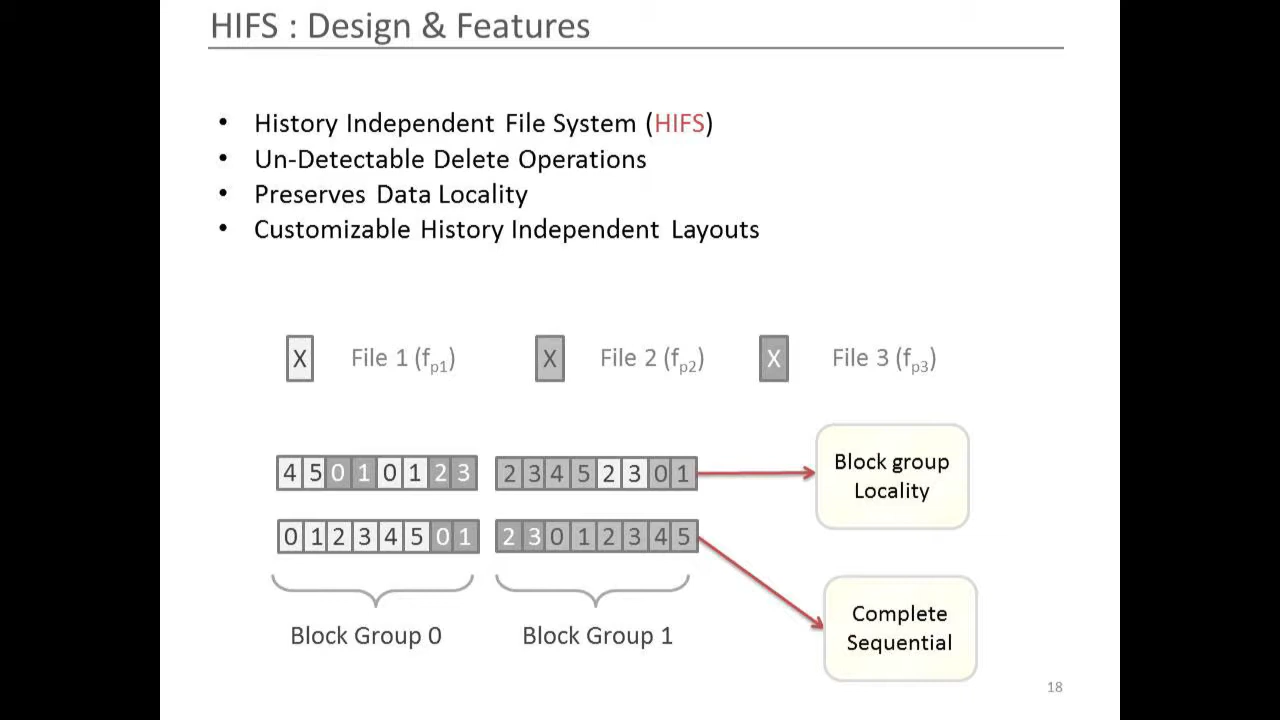 HIFS : Design & Features
• History Independent File System (HIFS)
• Un-Detectable Delete Operations
• Preserves Data Locality
• Customizable History Independent Layouts
X File 1 (fp1) X File 2 (fp2) X File 3 (fp3)
4 5 0 1 0 1 2 3 2 3 4 5 2 3 0 1
Block group
Locality
0 1 2 3 4 5 0 1 2 3 0 1 2 3 4 5
Block Group 0 Block Group 1
Complete
Sequential
18